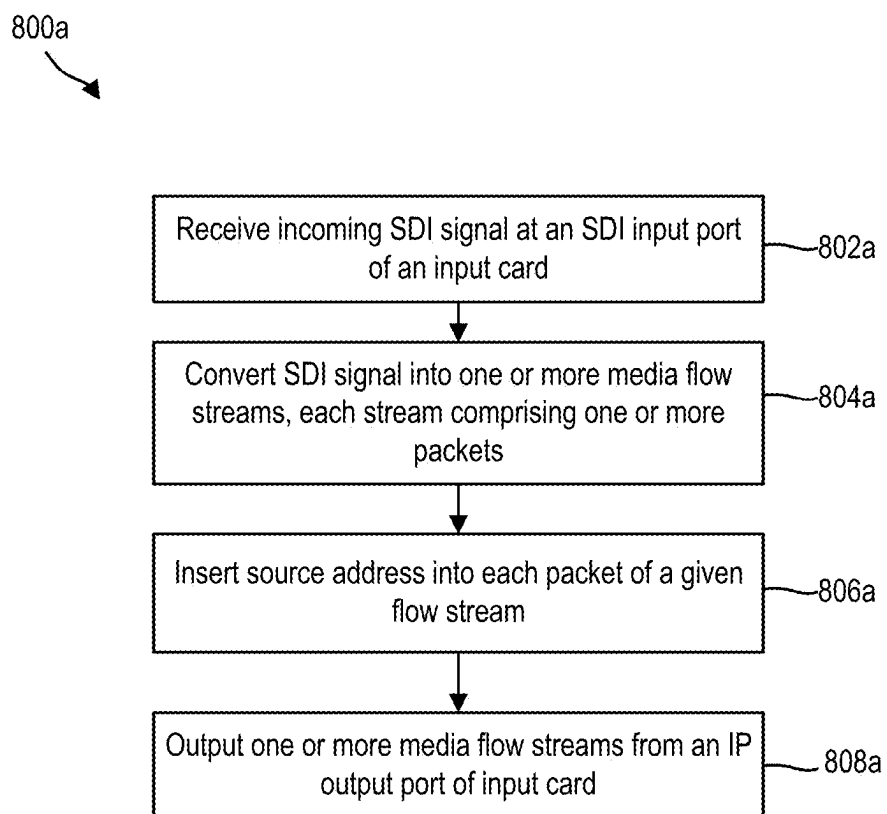 800a
Receive incoming SDI signal at an SDI input port
of an input card
802a
Convert SDI signal into one or more media flow
streams, each stream comprising one or more
packets
804a
Insert source address into each packet of a given
flow stream
806a
Output one or more media flow streams from an IP
output port of input card
808a